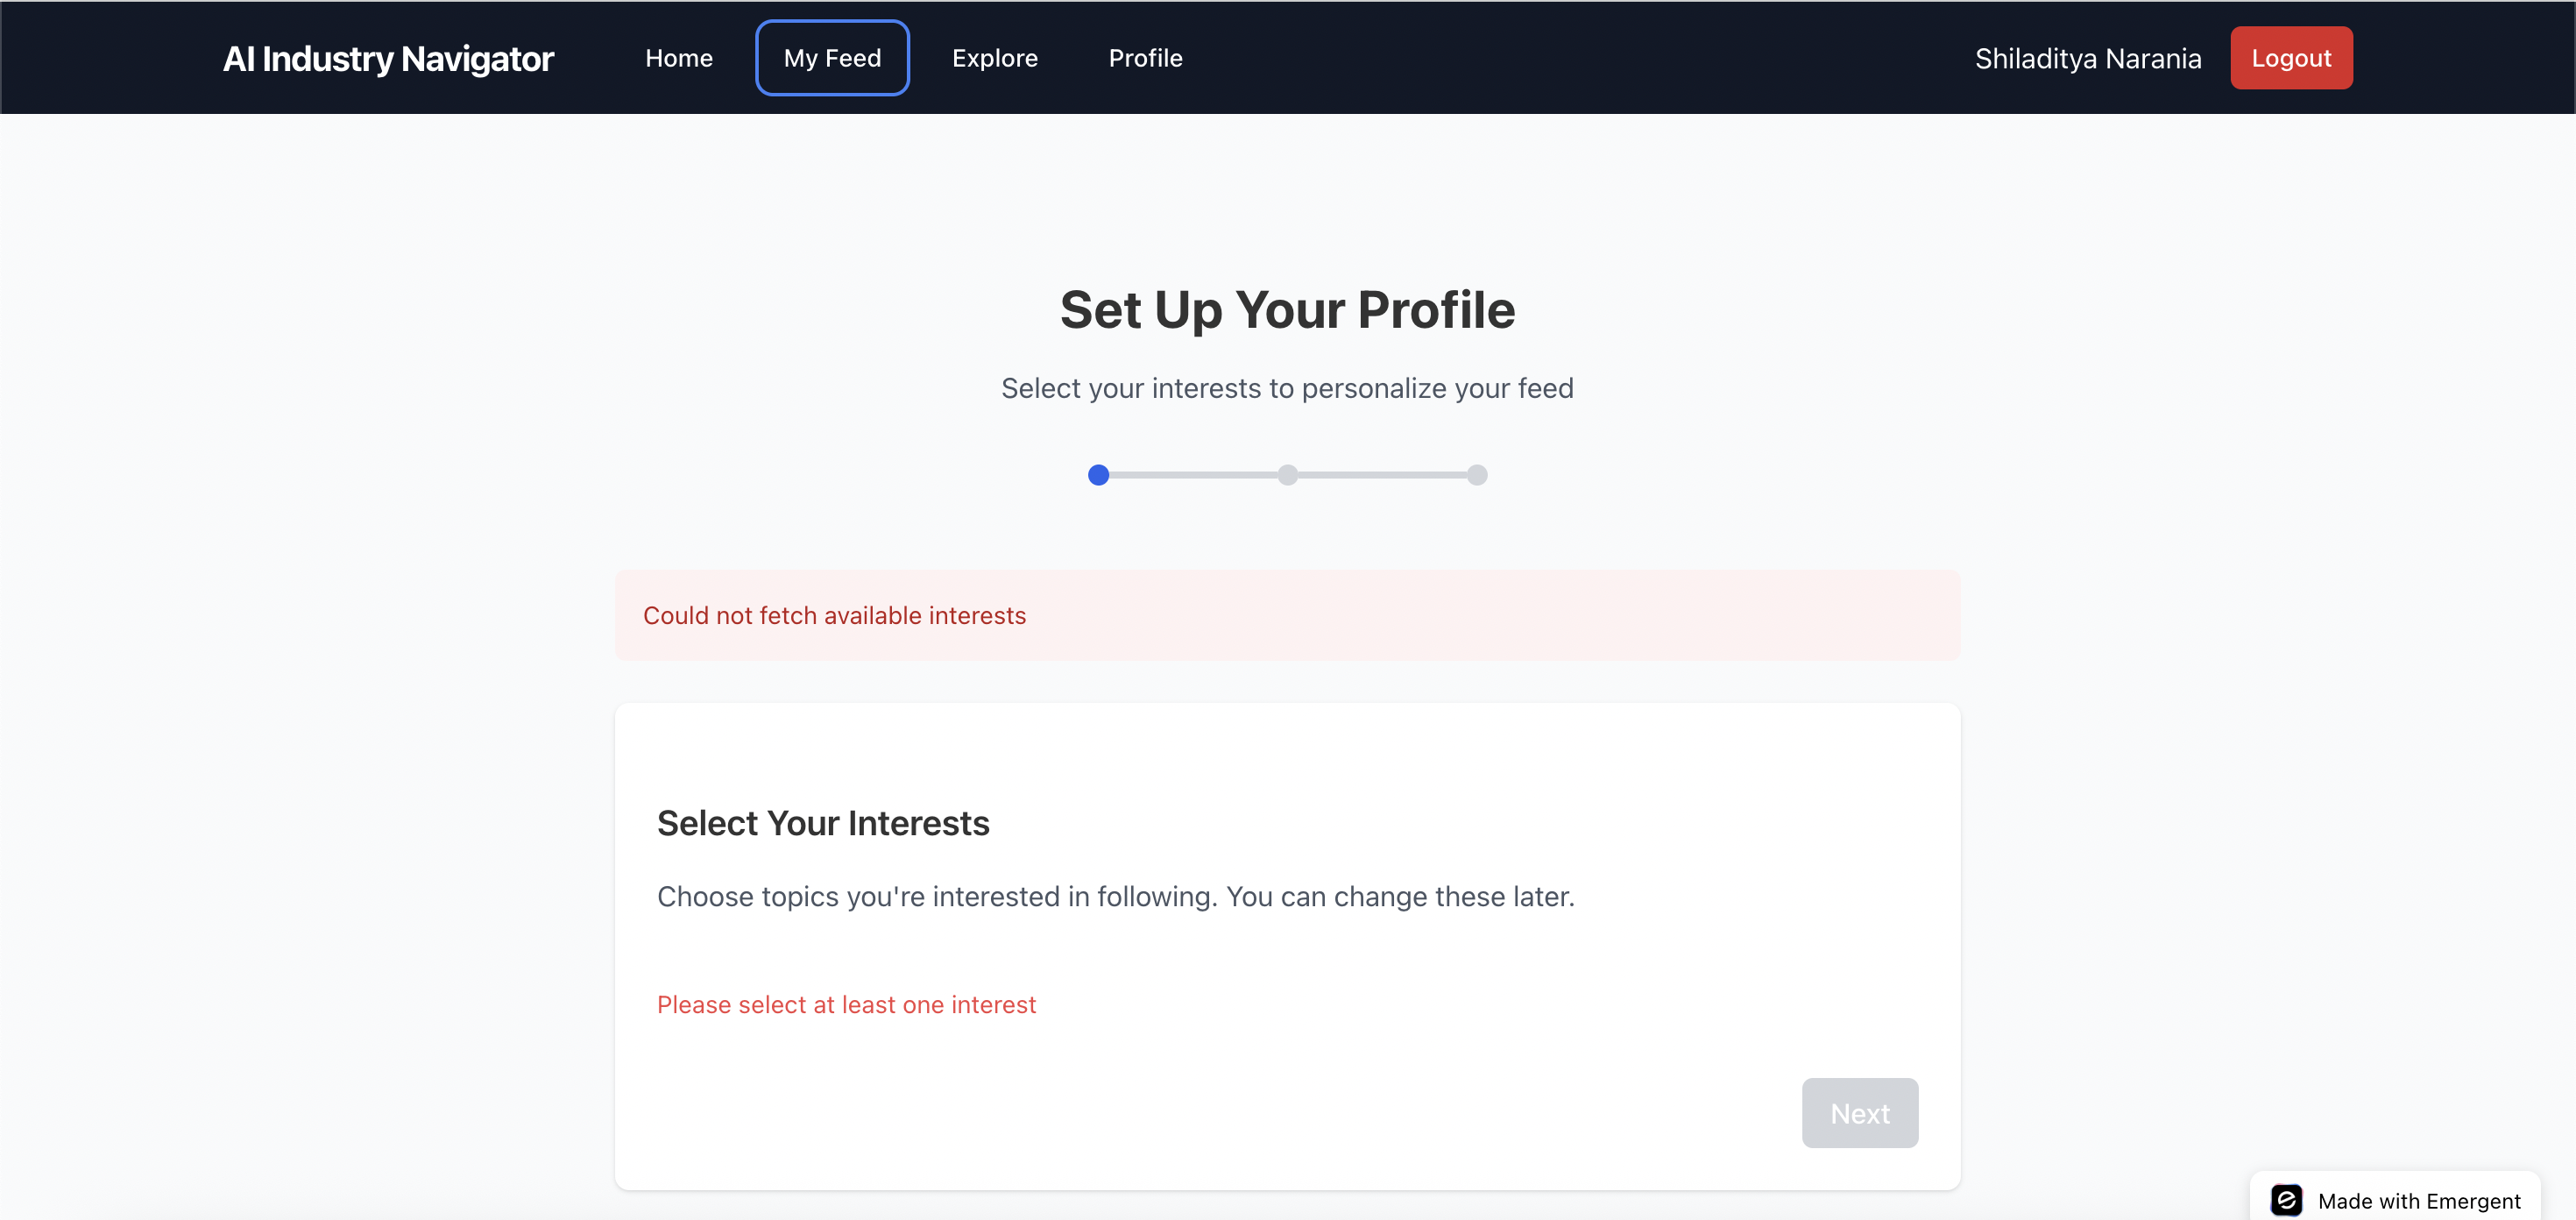 AI Industry Navigator Home My Feed Explore Profile Shiladitya Narania Logout
Set Up Your Profile
Select your interests to personalize your feed
Could not fetch available interests
Select Your Interests
Choose topics you're interested in following. You can change these later.
Please select at least one interest
Next
Made with Emergent